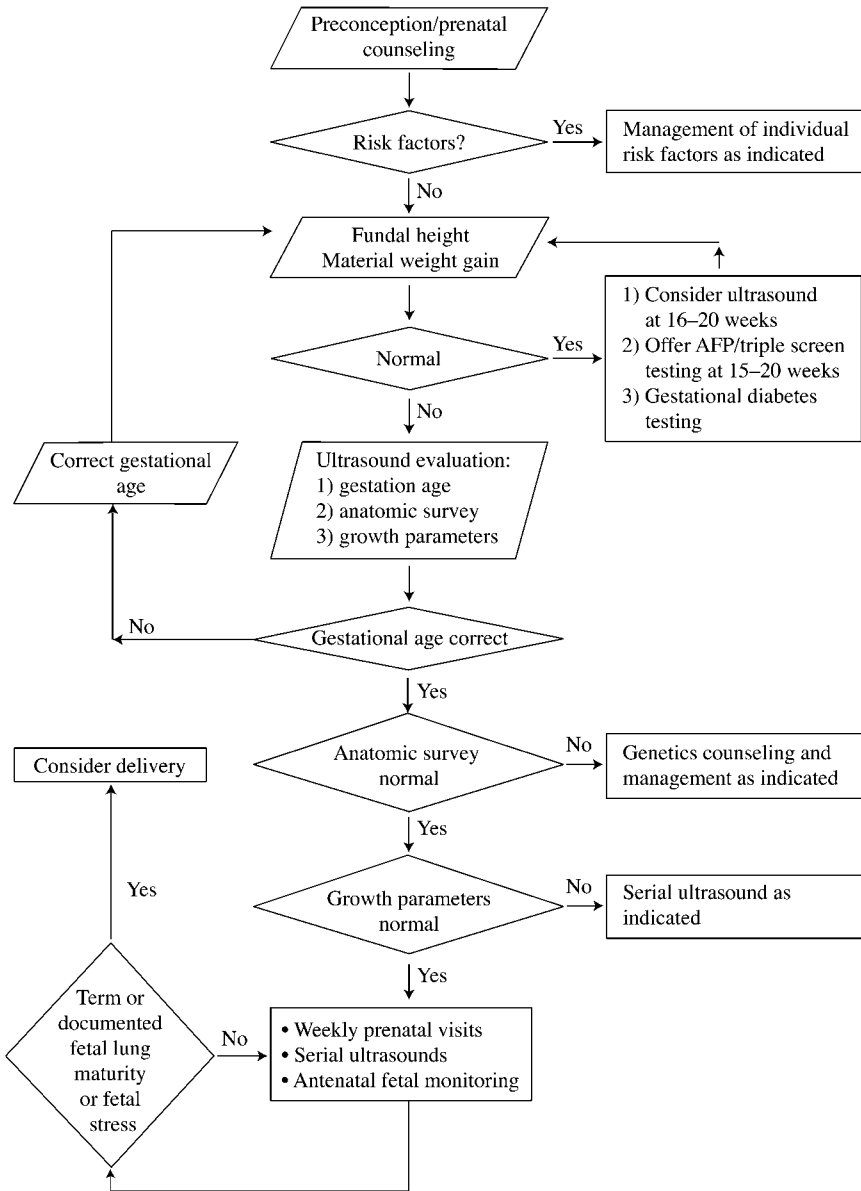 Preconception/prenatal
counseling
Risk factors?
Yes
Management of individual
risk factors as indicated
No
Fundal height
Material weight gain
1) Consider ultrasound
at 16–20 weeks
2) Offer AFP/triple screen
testing at 15–20 weeks
3) Gestational diabetes
testing
Normal
Yes
No
Correct gestational
age
Ultrasound evaluation:
1) gestation age
2) anatomic survey
3) growth parameters
No
Gestational age correct
Yes
Anatomic survey
normal
No
Genetics counseling and
management as indicated
Consider delivery
Yes
Growth parameters
normal
No
Serial ultrasound as
indicated
Yes
Yes
Term or
documented
fetal lung
maturity
or fetal
stress
No
• Weekly prenatal visits
• Serial ultrasounds
• Antenatal fetal monitoring